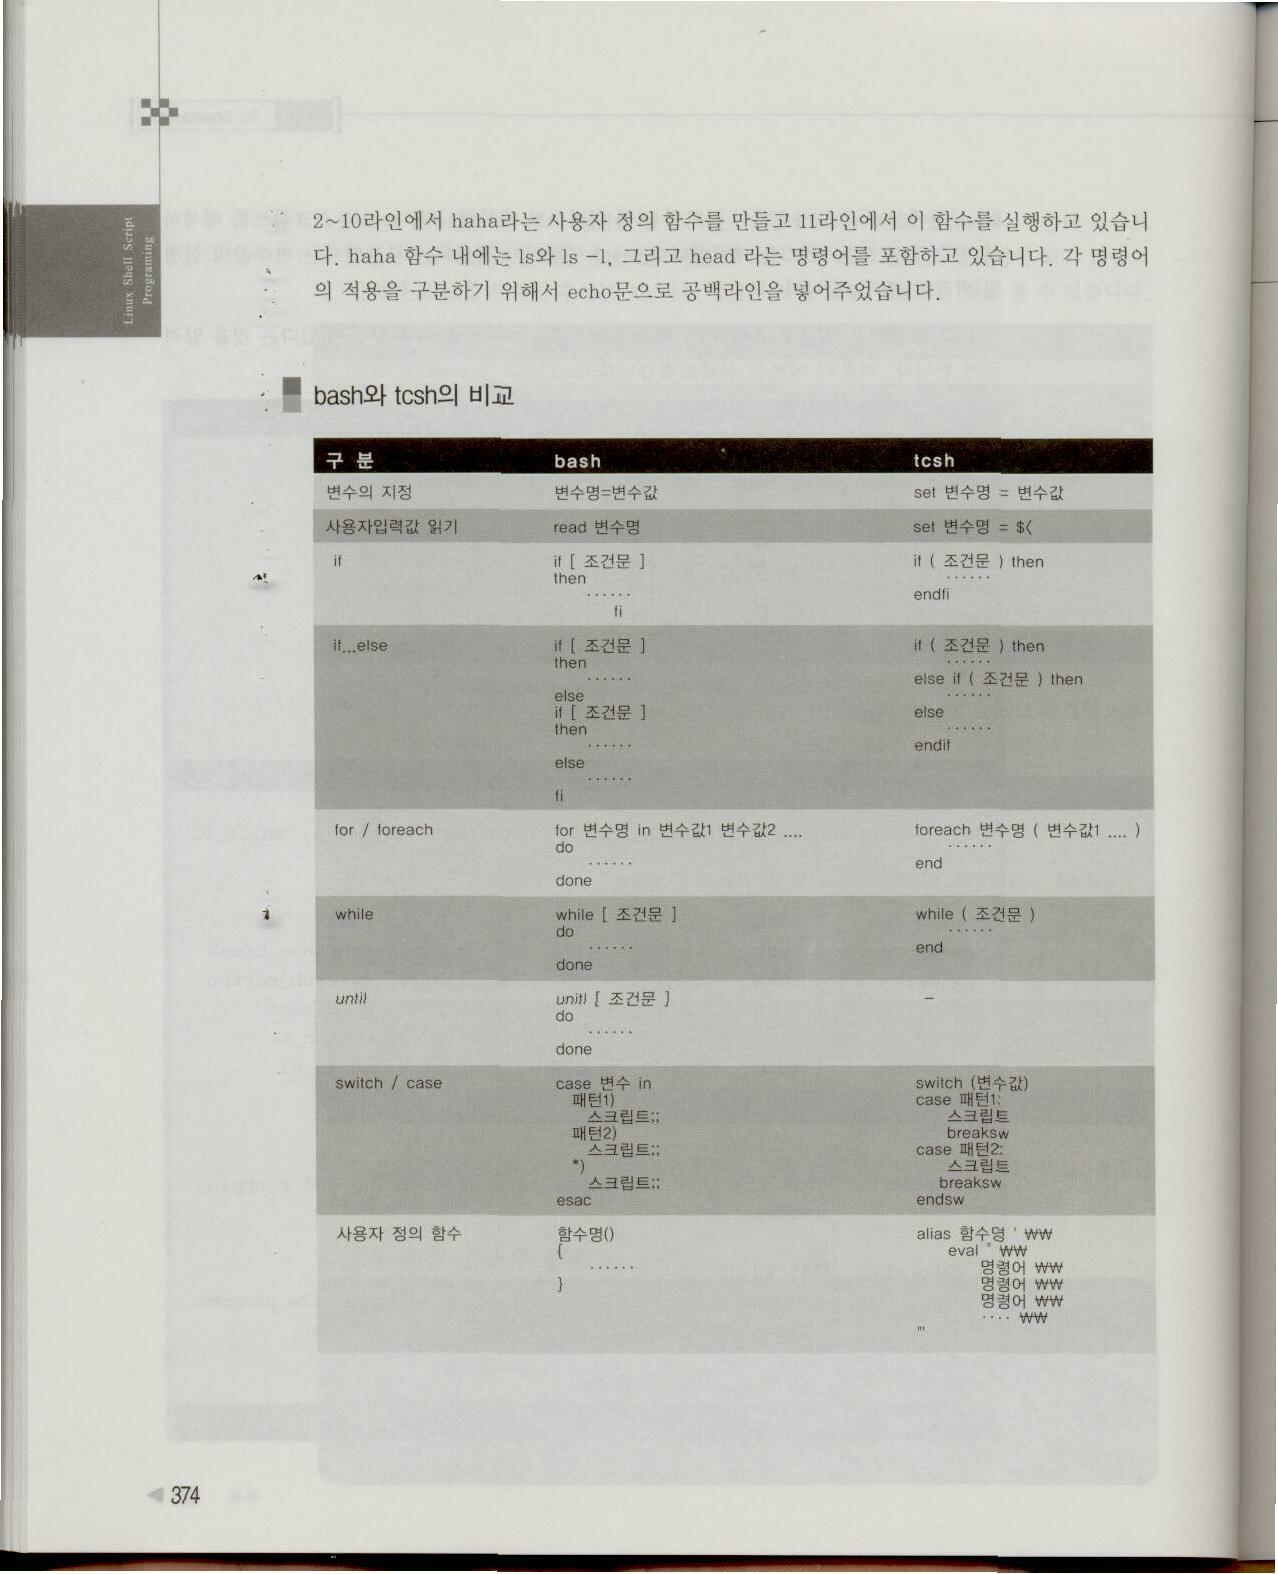 Linux Shell Script
Programing
2~10라인에서 haha라는 사용자 정의 함수를 만들고 11라인에서 이 함수를 실행하고 있습니
다. haha 함수 내에는 ls와 ls -l, 그리고 head 라는 명령어를 포함하고 있습니다. 각 명령어
의 적용을 구분하기 위해서 echo문으로 공백라인을 넣어주었습니다.
bash와 tcsh의 비교
구 분 bash tcsh
변수의 지정 변수명=변수값 set 변수명 = 변수값
사용자입력값 읽기 read 변수명 set 변수명 = $<
if if [ 조건문 ] if ( 조건문 ) then
then ······
······ endfi
fi
if...else if [ 조건문 ] if ( 조건문 ) then
then ······
······ else if ( 조건문 ) then
else ······
if [ 조건문 ] else
then ······
······ endif
else
······
fi
for / foreach for 변수명 in 변수값1 변수값2 .... foreach 변수명 ( 변수값1 .... )
do ······
······ end
done
while while [ 조건문 ] while ( 조건문 )
do ······
······ end
done
until unitl [ 조건문 ] –
do
······
done
switch / case case 변수 in switch (변수값)
패턴1) case 패턴1:
스크립트;; 스크립트
패턴2) breaksw
스크립트;; case 패턴2:
*) 스크립트
스크립트;; breaksw
esac endsw
사용자 정의 함수 함수명() alias 함수명 ' ₩₩
{ eval " ₩₩
······ 명령어 ₩₩
} 명령어 ₩₩
명령어 ₩₩
···· ₩₩
"'
374